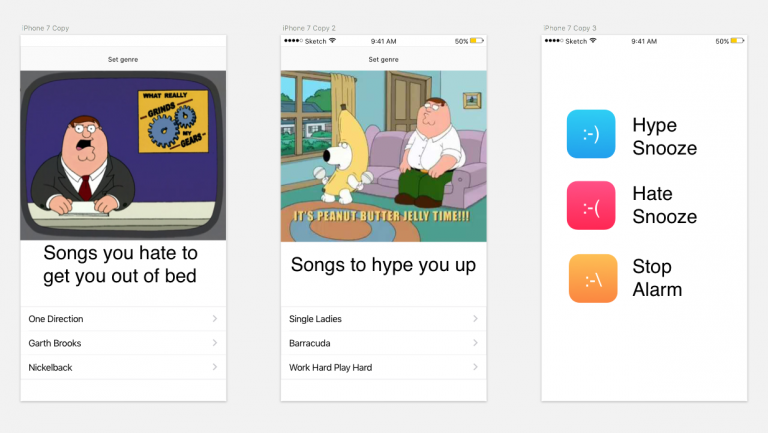 iPhone 7 Copy
Set genre
WHAT REALLY
GRINDS
MY
GEARS
Songs you hate to
get you out of bed
One Direction
Garth Brooks
Nickelback
iPhone 7 Copy 2
Sketch 9:41 AM 50%
Set genre
IT'S PEANUT BUTTER JELLY TIME!!!
Songs to hype you up
Single Ladies
Barracuda
Work Hard Play Hard
iPhone 7 Copy 3
Sketch 9:41 AM 50%
:-) Hype
Snooze
:-( Hate
Snooze
:-\ Stop
Alarm